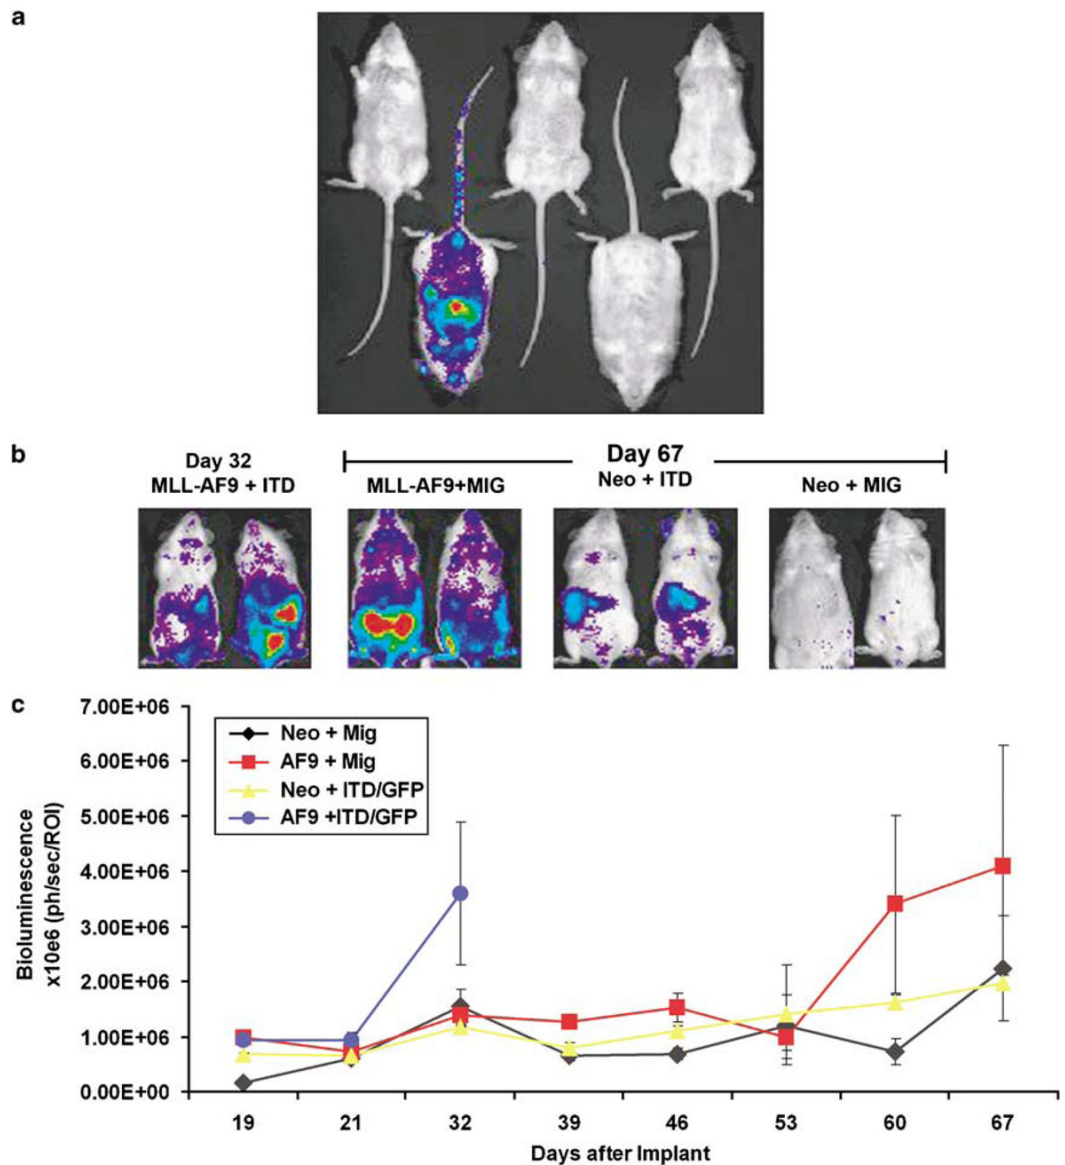 a
b
Day 32
MLL-AF9 + ITD
Day 67
MLL-AF9+MIG
Neo + ITD
Neo + MIG
c
7.00E+06
6.00E+06
5.00E+06
4.00E+06
3.00E+06
2.00E+06
1.00E+06
0.00E+00
Bioluminescence
x10e6 (ph/sec/ROI)
Neo + Mig
AF9 + Mig
Neo + ITD/GFP
AF9 +ITD/GFP
19 21 32 39 46 53 60 67
Days after Implant